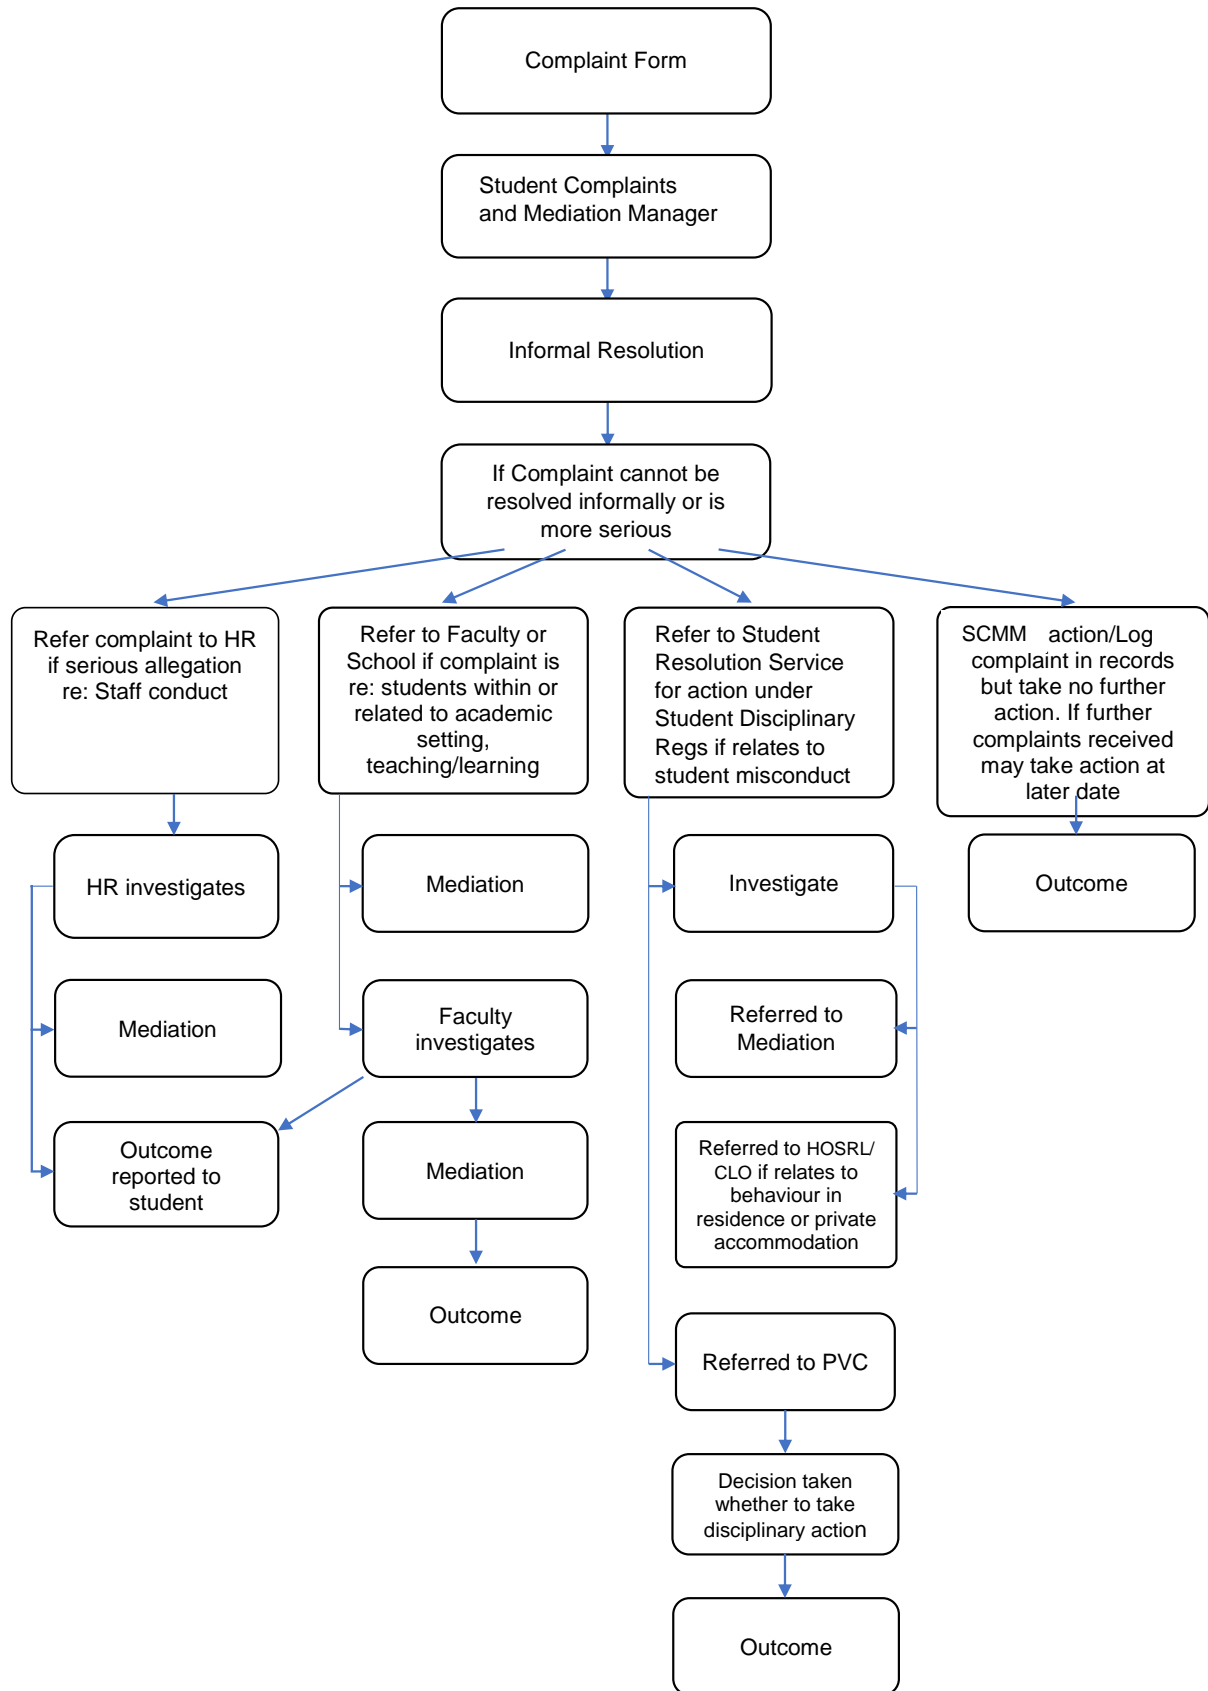 Complaint Form
Student Complaints
and Mediation Manager
Informal Resolution
If Complaint cannot be
resolved informally or is
more serious
Refer complaint to HR
if serious allegation
re: Staff conduct
Refer to Faculty or
School if complaint is
re: students within or
related to academic
setting,
teaching/learning
Refer to Student
Resolution Service
for action under
Student Disciplinary
Regs if relates to
student misconduct
SCMM action/Log
complaint in records
but take no further
action. If further
complaints received
may take action at
later date
HR investigates
Mediation
Investigate
Outcome
Mediation
Faculty
investigates
Referred to
Mediation
Outcome
reported to
student
Mediation
Referred to HOSRL/
CLO if relates to
behaviour in
residence or private
accommodation
Outcome
Referred to PVC
Decision taken
whether to take
disciplinary action
Outcome